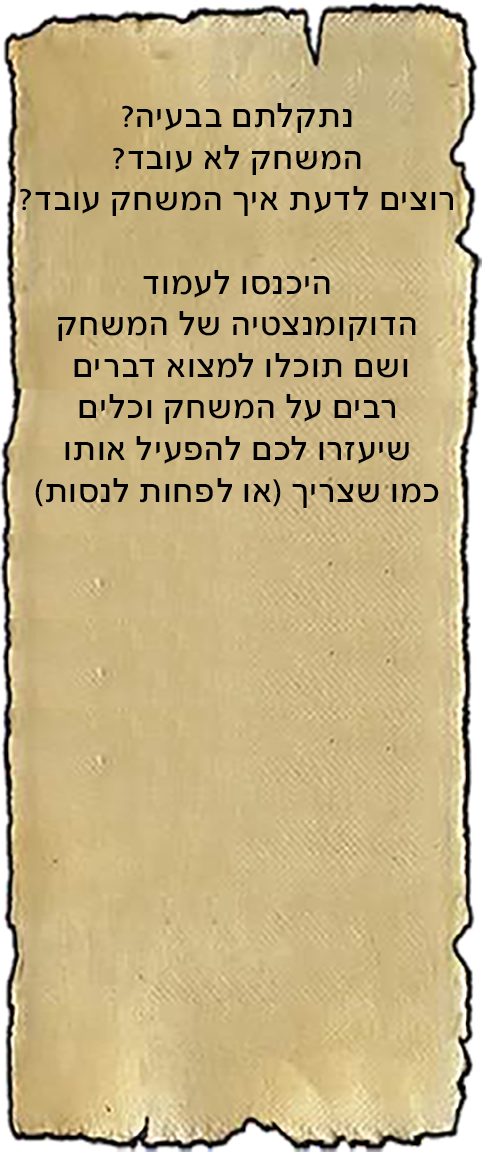 נתקלתם בבעיה?
המשחק לא עובד?
רוצים לדעת איך המשחק עובד?
היכנסו לעמוד
הדוקומנצטיה של המשחק
ושם תוכלו למצוא דברים
רבים על המשחק וכלים
שיעזרו לכם להפעיל אותו
כמו שצריך (או לפחות לנסות)